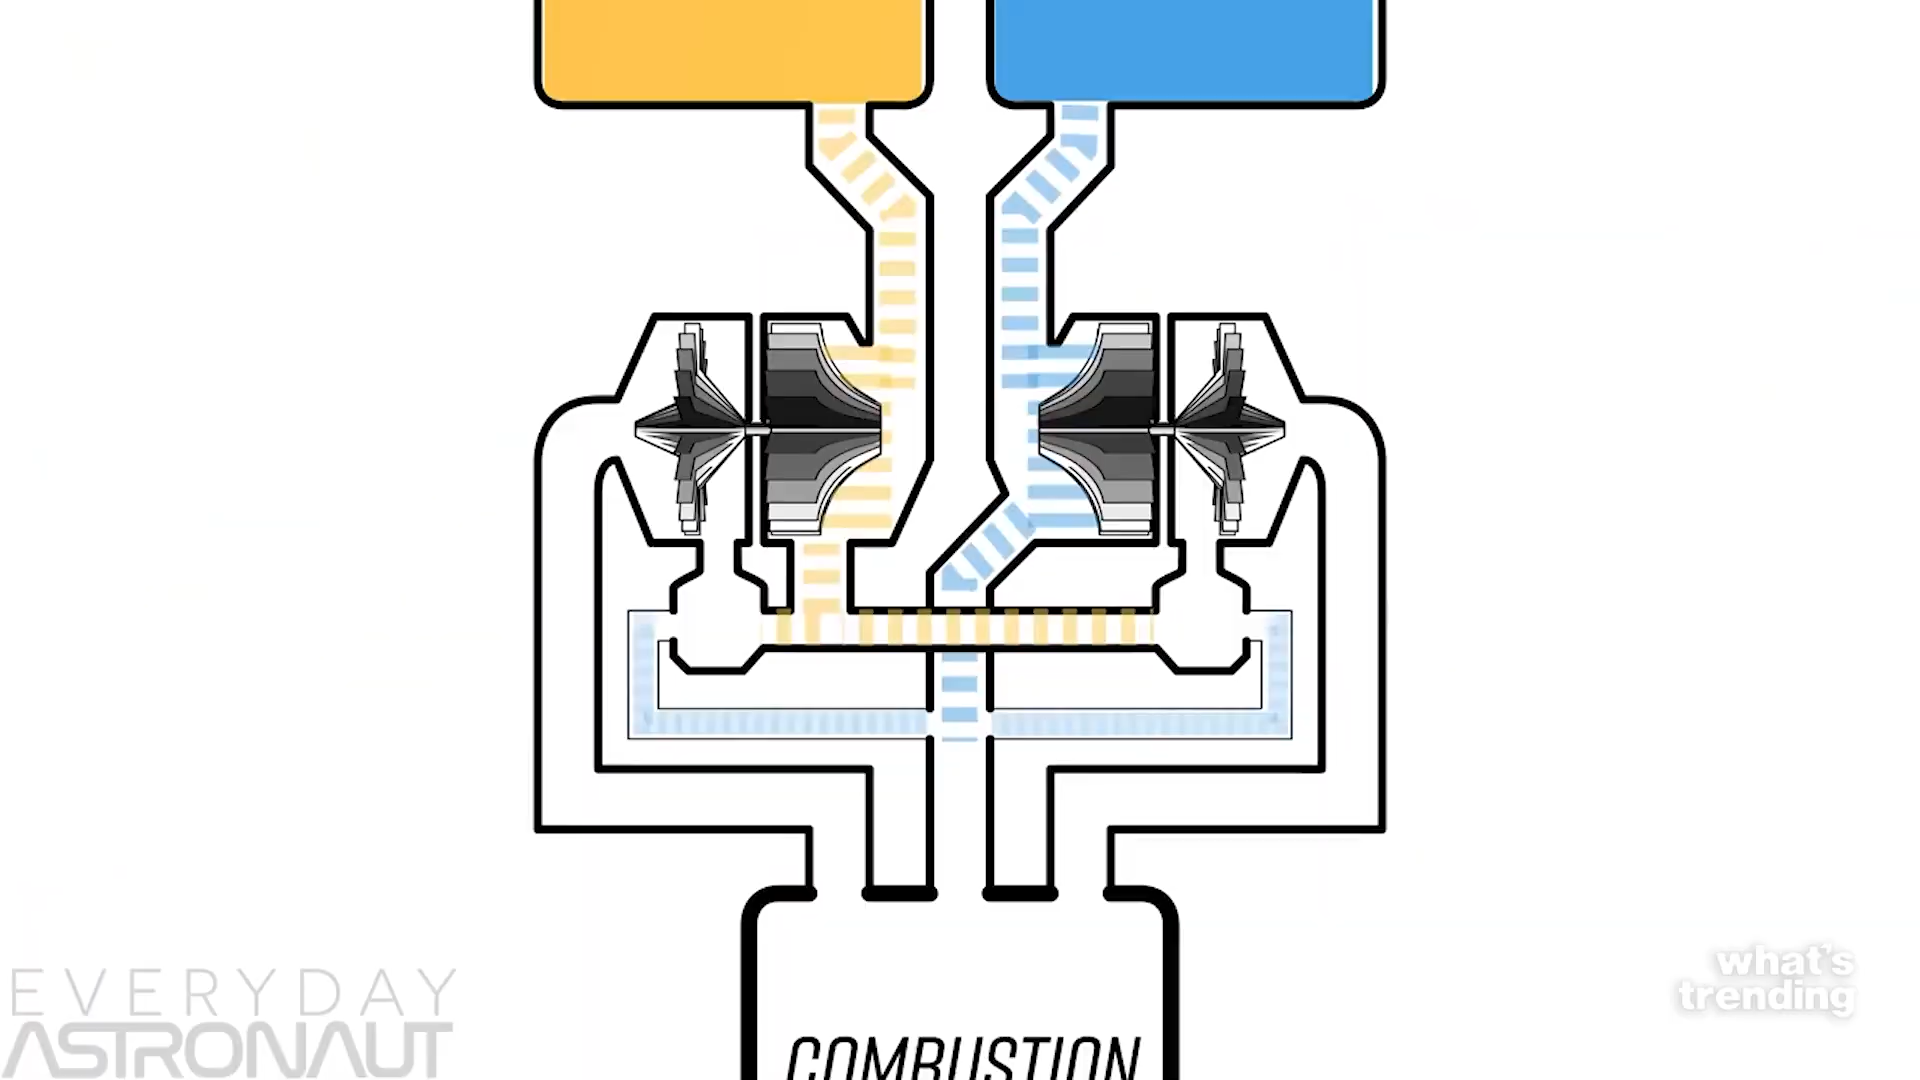 EVERYDAY
ASTRONAUT
what's
trending
COMBUSTION